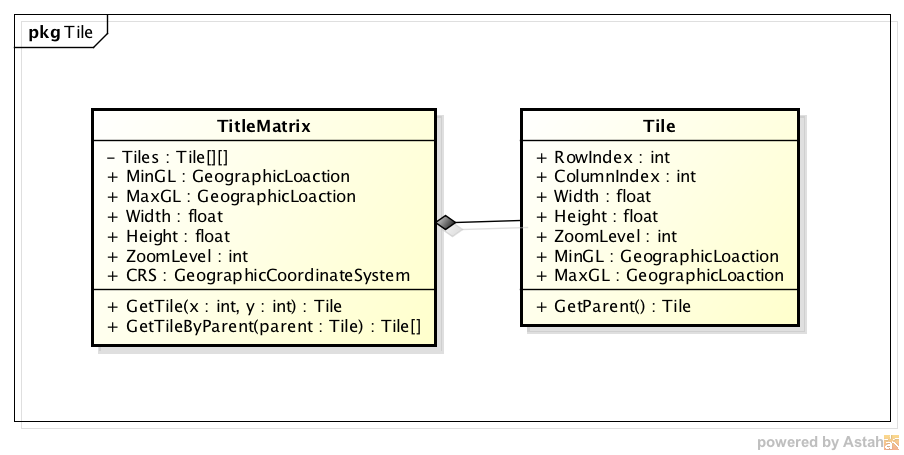 pkg Tile
TitleMatrix
- Tiles : Tile[][]
+ MinGL : GeographicLoaction
+ MaxGL : GeographicLoaction
+ Width : float
+ Height : float
+ ZoomLevel : int
+ CRS : GeographicCoordinateSystem
+ GetTile(x : int, y : int) : Tile
+ GetTileByParent(parent : Tile) : Tile[]
Tile
+ RowIndex : int
+ ColumnIndex : int
+ Width : float
+ Height : float
+ ZoomLevel : int
+ MinGL : GeographicLoaction
+ MaxGL : GeographicLoaction
+ GetParent() : Tile
powered by Astah